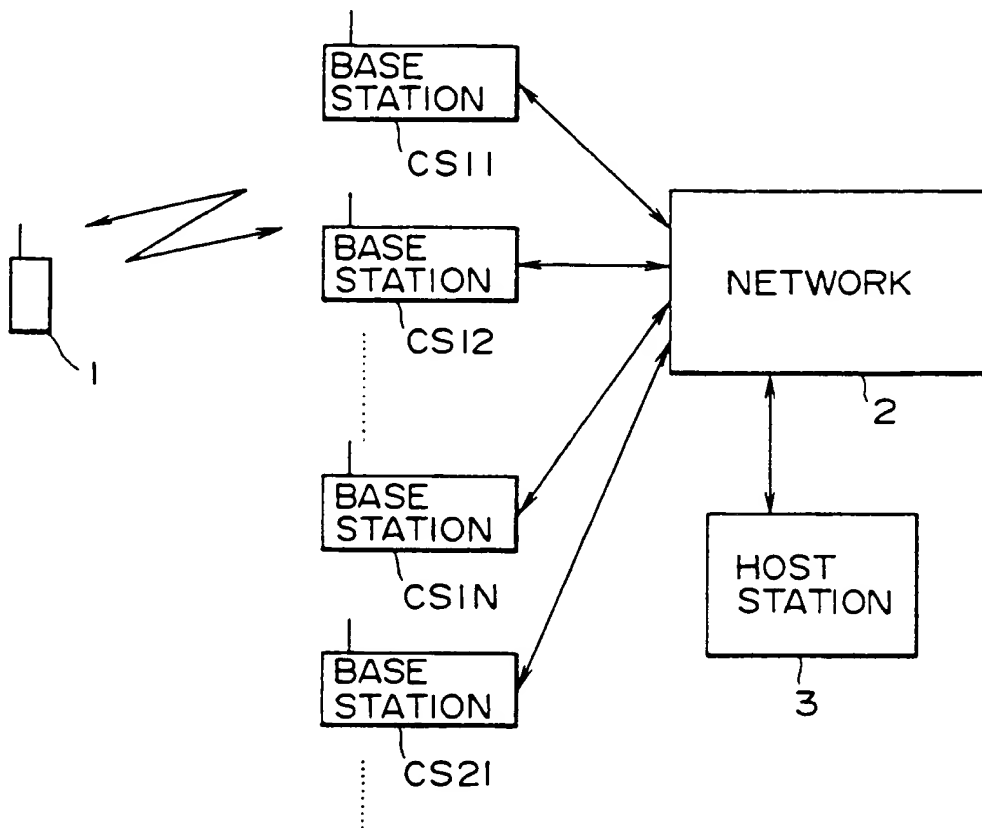 BASE
STATION
CS11
BASE
STATION
CS12
1
NETWORK
2
BASE
STATION
CS1N
HOST
STATION
3
BASE
STATION
CS21